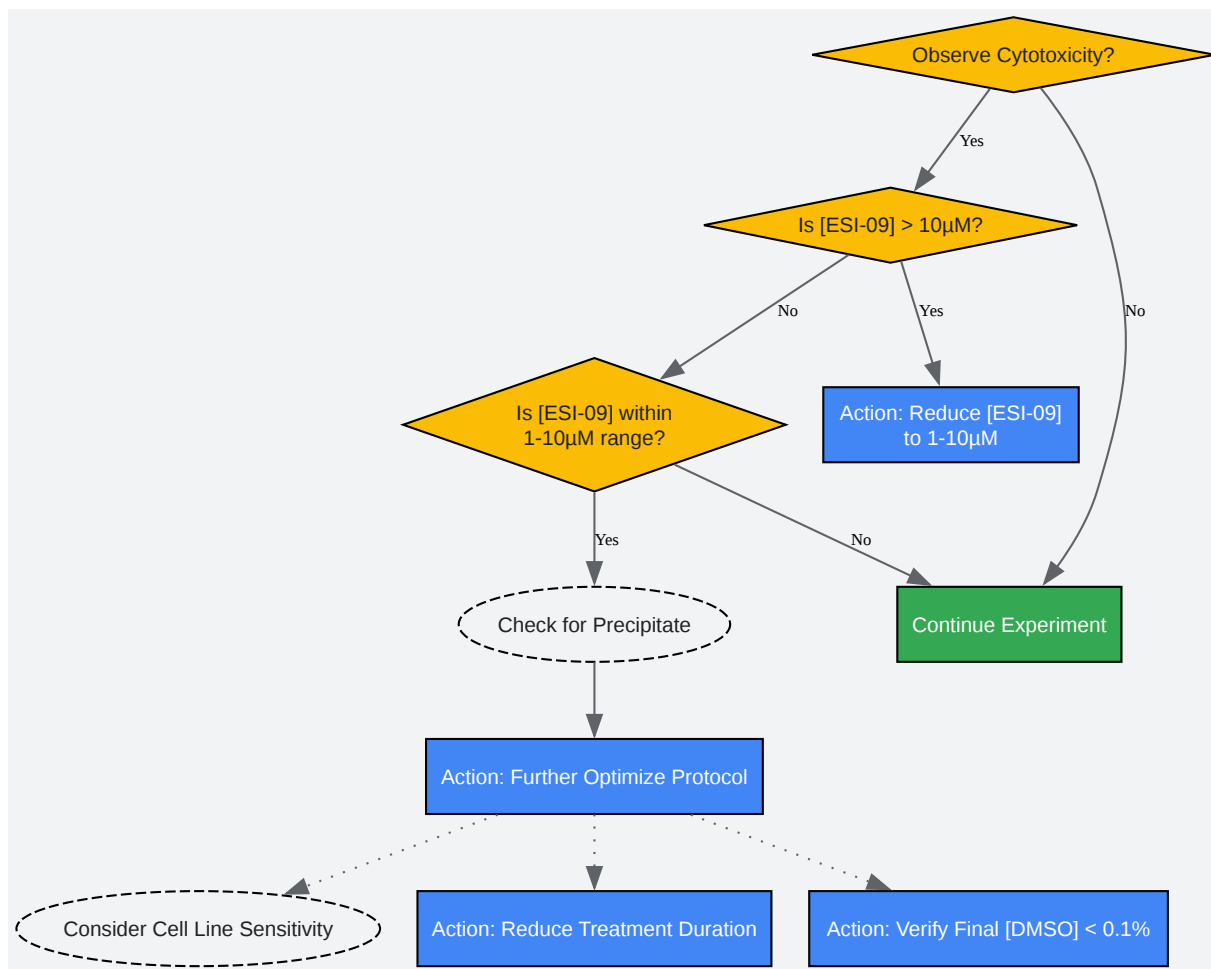 Observe Cytotoxicity?
Yes
Is [ESI-09] > 10µM?
No
Yes
No
Is [ESI-09] within
1-10µM range?
Action: Reduce [ESI-09]
to 1-10µM
Yes
No
Check for Precipitate
Continue Experiment
Action: Further Optimize Protocol
Consider Cell Line Sensitivity
Action: Reduce Treatment Duration
Action: Verify Final [DMSO] < 0.1%